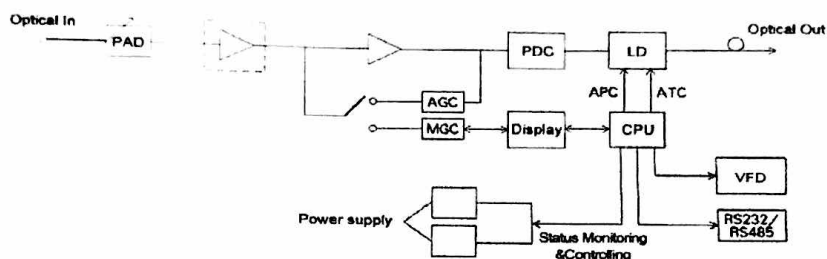 Optical In
PAD
PDC
LD
Optical Out
APC
ATC
AGC
MGC
Display
CPU
VFD
Power supply
Status Monitoring
&Controlling
RS232/
RS485